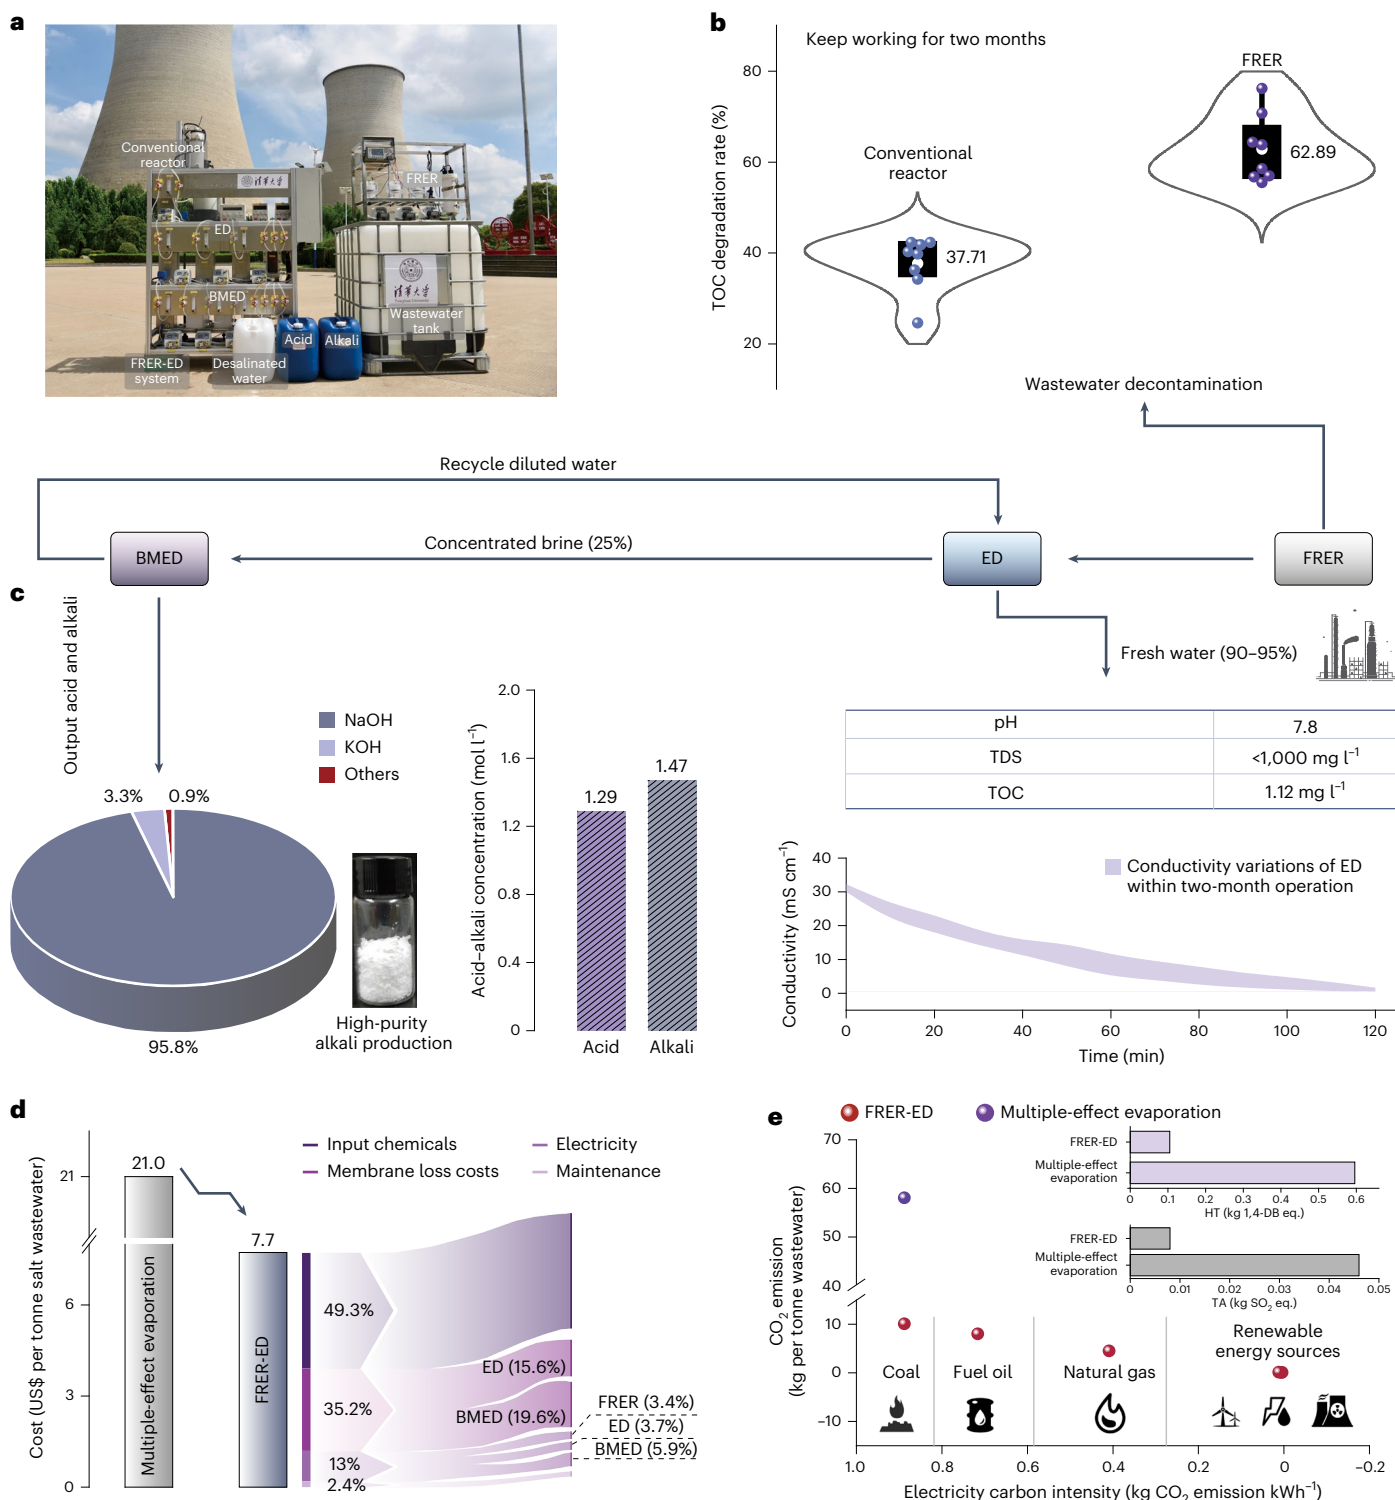 a
Conventional
reactor
FRER
ED
BMED
清华大学
Wastewater
tank
Acid
Alkali
FRER-ED
system
Desalinated
water
b
Keep working for two months
TOC degradation rate (%)
80
60
40
20
Conventional
reactor
37.71
FRER
62.89
Wastewater decontamination
Recycle diluted water
BMED
Concentrated brine (25%)
ED
FRER
c
Output acid and alkali
Fresh water (90–95%)
NaOH
KOH
Others
3.3%
0.9%
95.8%
High-purity
alkali production
Acid–alkali concentration (mol l⁻¹)
2.0
1.6
1.2
0.8
0.4
0
1.29
1.47
Acid
Alkali
pH 7.8
TDS <1,000 mg l⁻¹
TOC 1.12 mg l⁻¹
Conductivity (mS cm⁻¹)
40
30
20
10
0
Conductivity variations of ED
within two-month operation
0 20 40 60 80 100 120
Time (min)
d
Cost (US$ per tonne salt wastewater)
21
6
3
0
21.0
Multiple-effect evaporation
7.7
FRER-ED
Input chemicals
Membrane loss costs
Electricity
Maintenance
49.3%
35.2%
13%
2.4%
ED (15.6%)
BMED (19.6%)
FRER (3.4%)
ED (3.7%)
BMED (5.9%)
e
FRER-ED
Multiple-effect evaporation
CO₂ emission
(kg per tonne wastewater)
70
60
50
40
10
0
–10
FRER-ED
Multiple-effect
evaporation
0 0.1 0.2 0.3 0.4 0.5 0.6
HT (kg 1,4-DB eq.)
FRER-ED
Multiple-effect
evaporation
0 0.01 0.02 0.03 0.04 0.05
TA (kg SO₂ eq.)
Coal
Fuel oil
Natural gas
Renewable
energy sources
1.0 0.8 0.6 0.4 0.2 0 –0.2
Electricity carbon intensity (kg CO₂ emission kWh⁻¹)